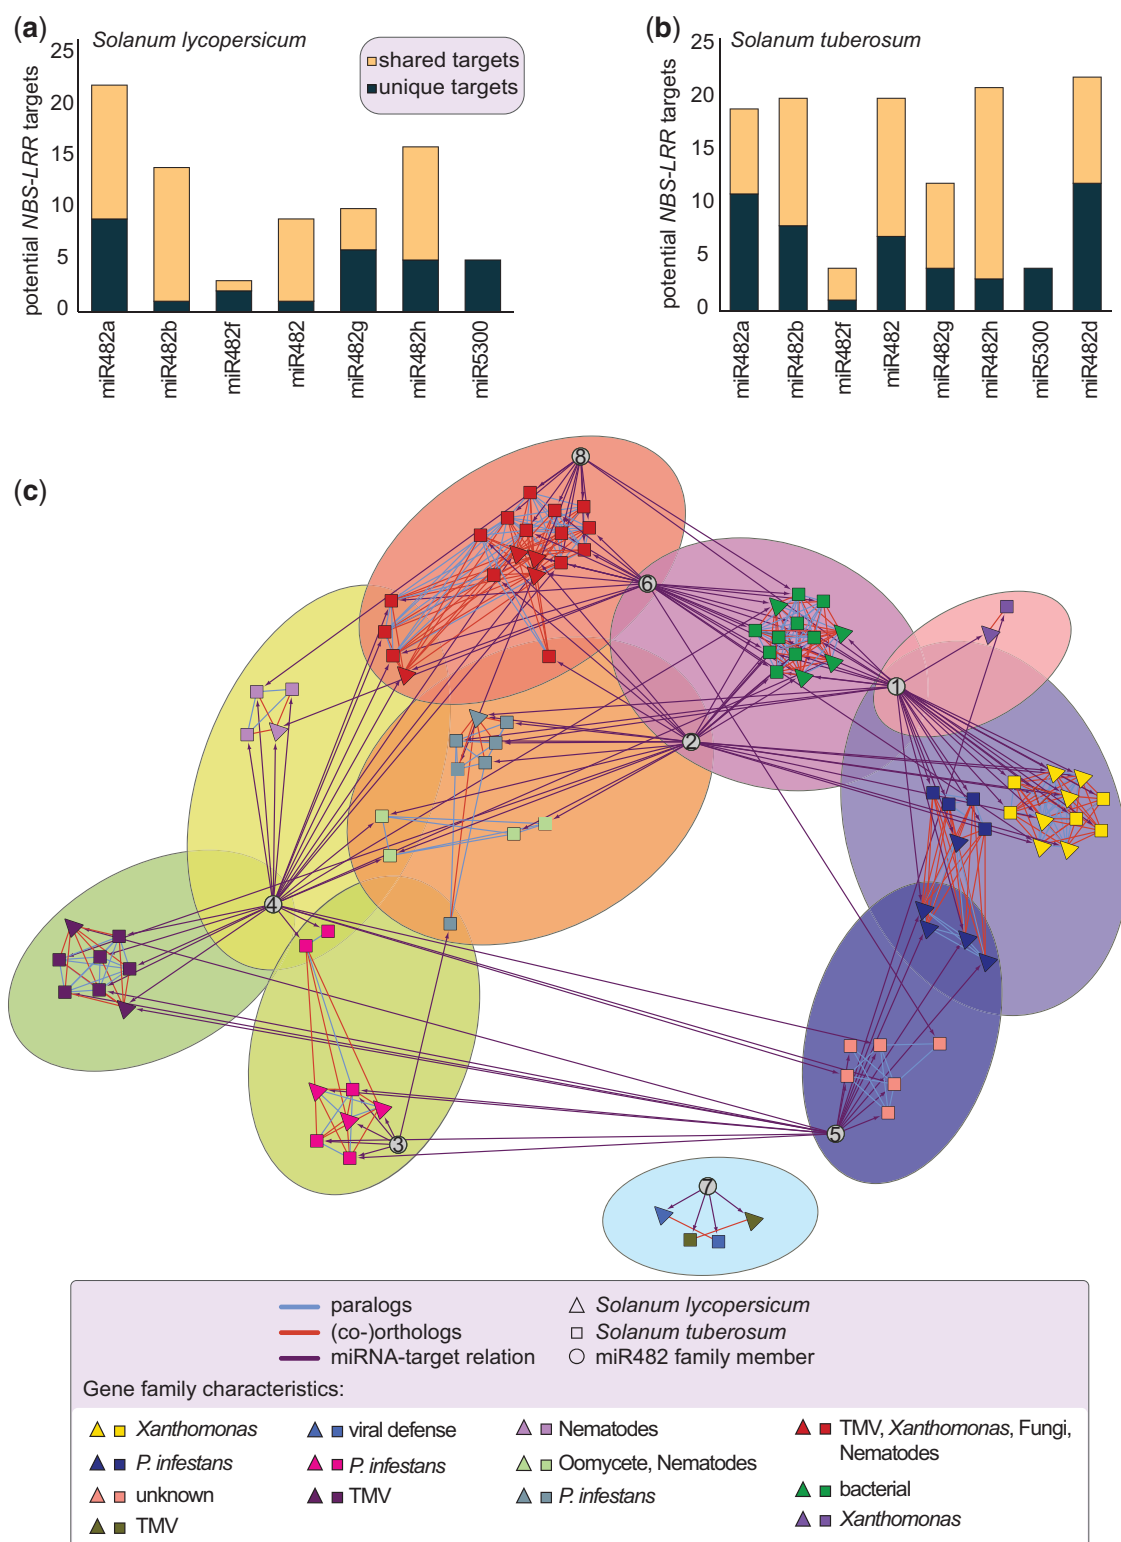 (a)
Solanum lycopersicum
potential NBS-LRR targets
25
20
15
10
5
0
shared targets
unique targets
miR482a
miR482b
miR482f
miR482
miR482g
miR482h
miR5300
(b)
Solanum tuberosum
potential NBS-LRR targets
25
20
15
10
5
0
miR482a
miR482b
miR482f
miR482
miR482g
miR482h
miR5300
miR482d
(c)
8
6
1
2
4
3
5
7
paralogs
(co-)orthologs
miRNA-target relation
Solanum lycopersicum
Solanum tuberosum
miR482 family member
Gene family characteristics:
Xanthomonas
P. infestans
unknown
TMV
viral defense
P. infestans
TMV
Nematodes
Oomycete, Nematodes
P. infestans
TMV, Xanthomonas, Fungi,
Nematodes
bacterial
Xanthomonas